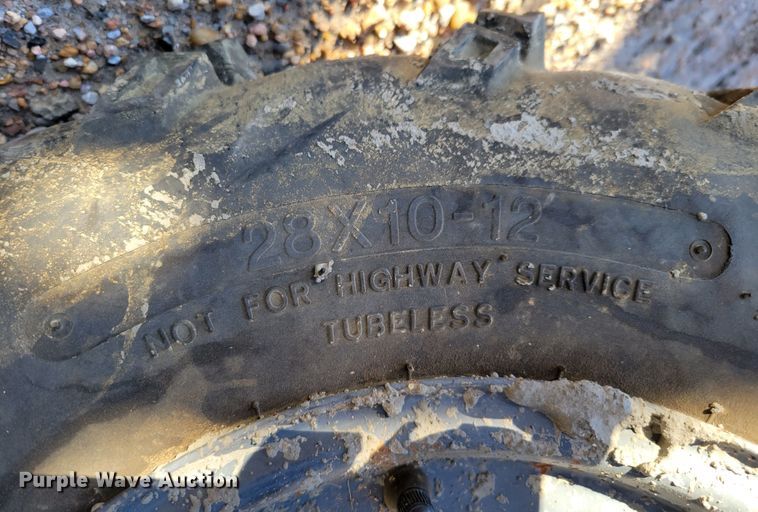 28X10-12
NOT FOR HIGHWAY SERVICE
TUBELESS
Purple Wave Auction